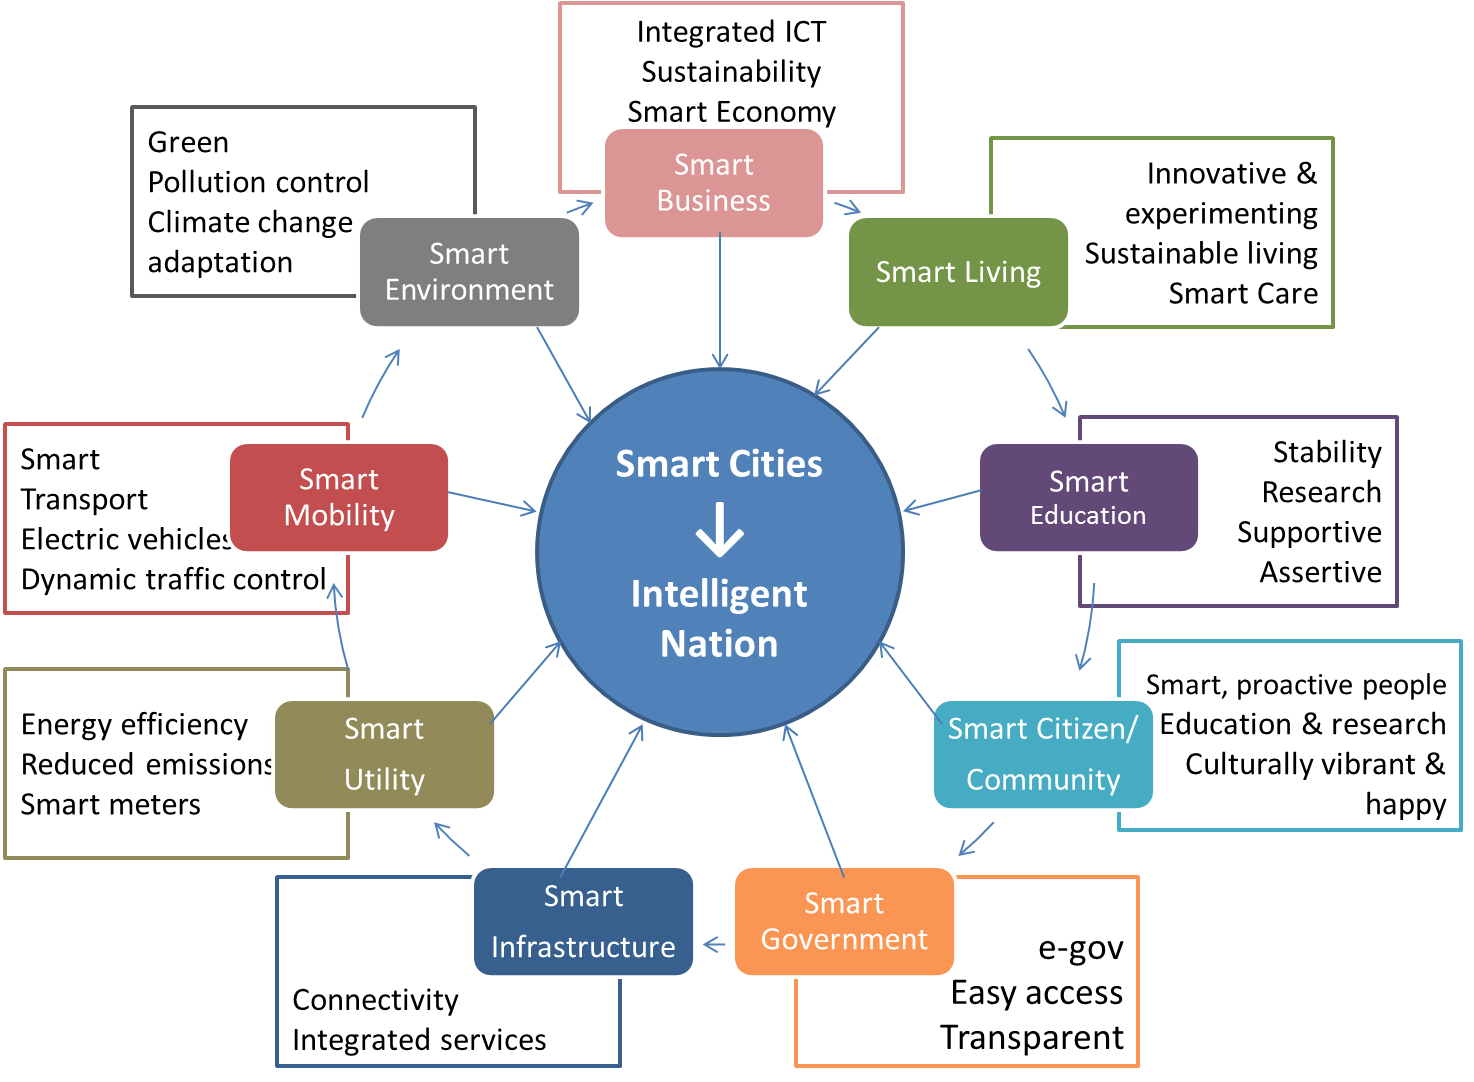 Integrated ICT
Sustainability
Smart Economy
Smart
Business
Innovative &
experimenting
Sustainable living
Smart Care
Smart Living
Stability
Research
Supportive
Assertive
Smart
Education
Smart, proactive people
Education & research
Culturally vibrant &
happy
Smart Citizen/
Community
e-gov
Easy access
Transparent
Smart
Government
Connectivity
Integrated services
Smart
Infrastructure
Energy efficiency
Reduced emissions
Smart meters
Smart
Utility
Smart
Transport
Electric vehicles
Dynamic traffic control
Smart
Mobility
Green
Pollution control
Climate change
adaptation
Smart
Environment
Smart Cities
Intelligent
Nation